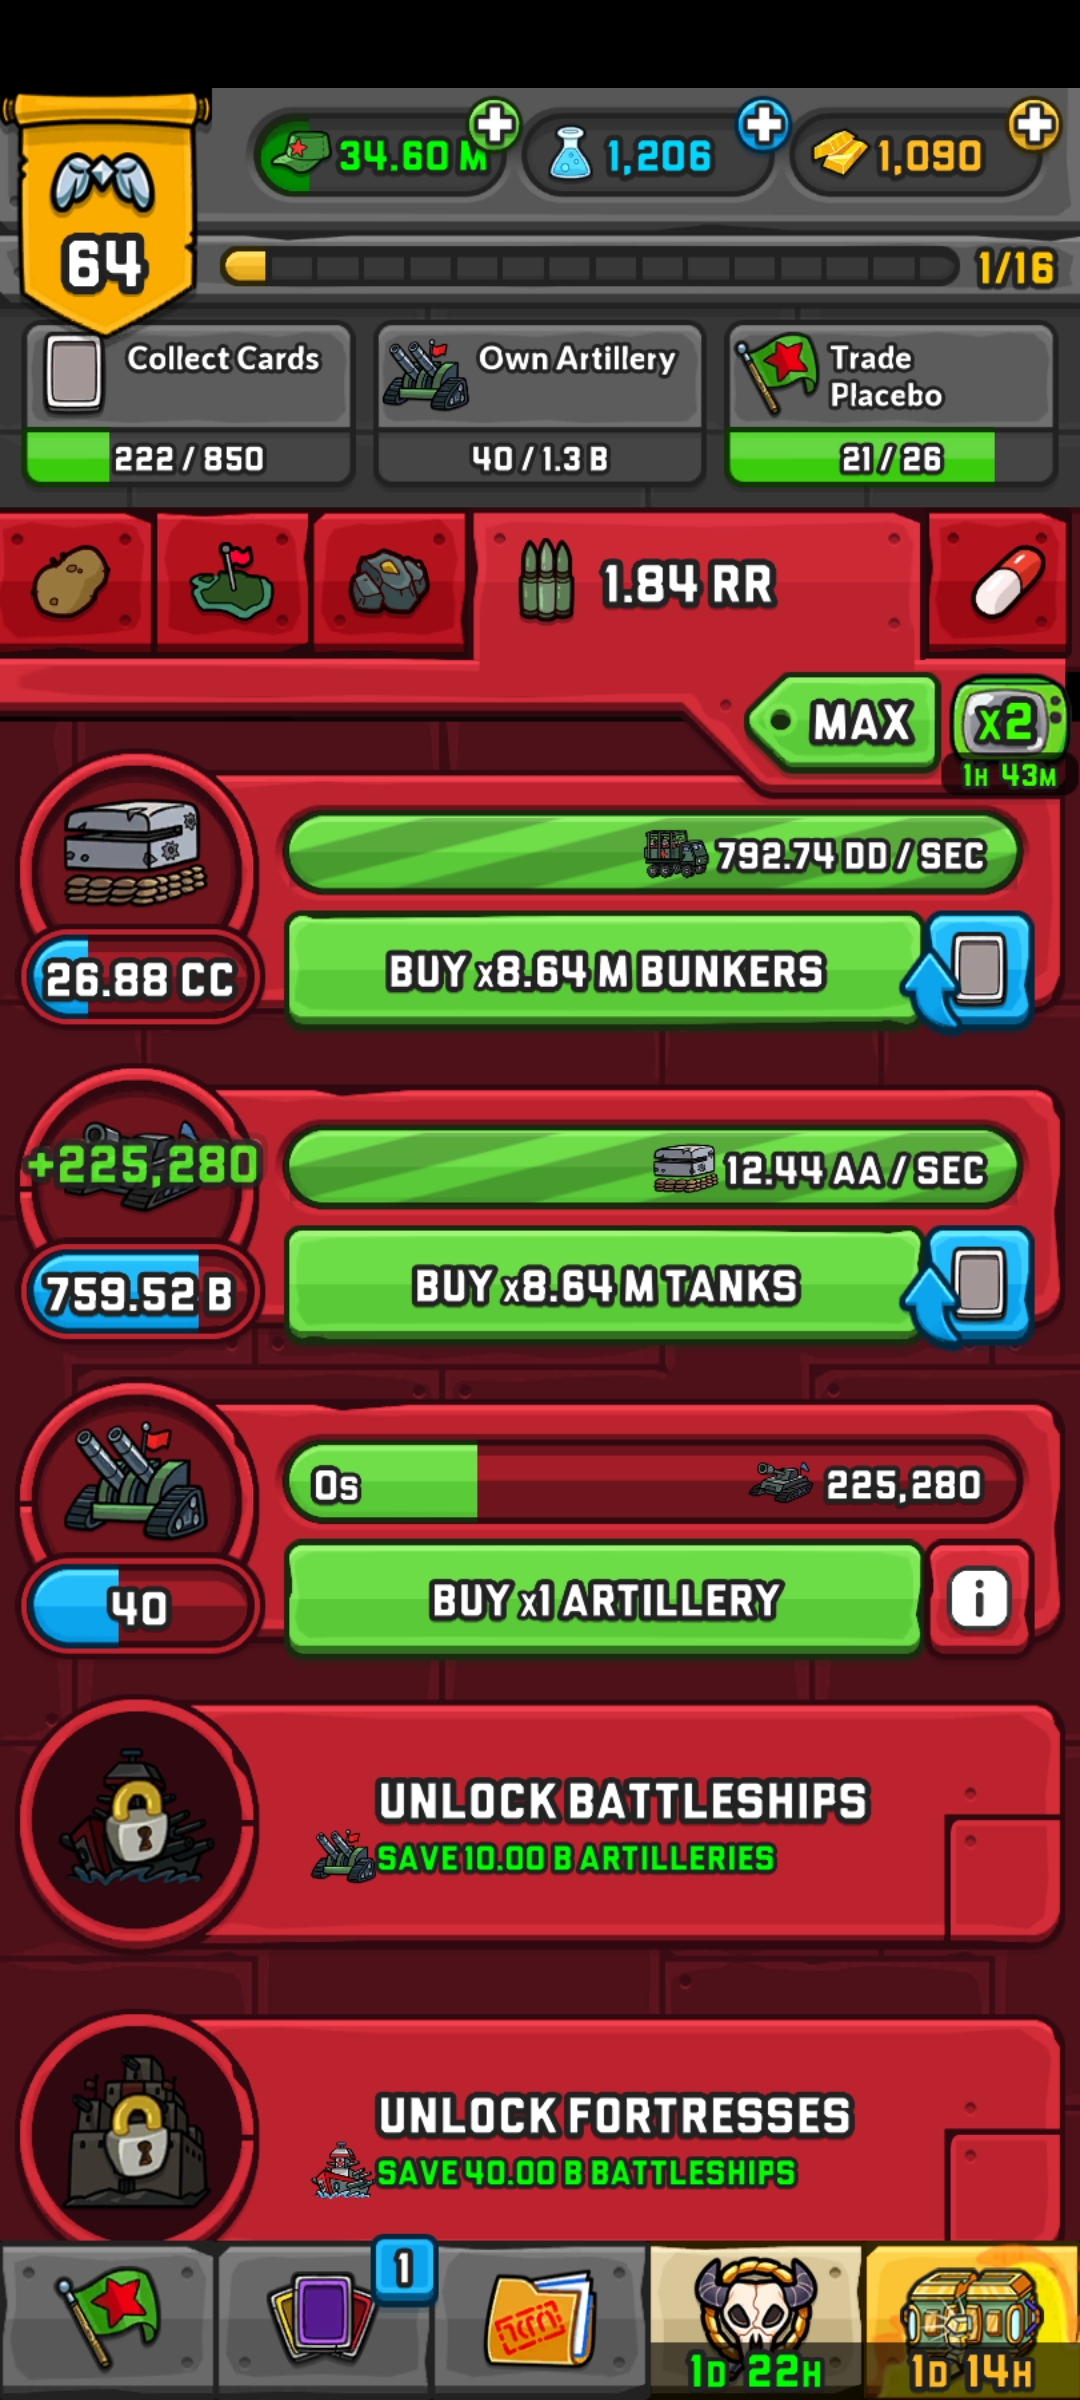 34.60 M
1,206
1,090
64
1/16
Collect Cards
222 / 850
Own Artillery
40 / 1.3 B
Trade
Placebo
21 / 26
1.84 RR
MAX
x2
1H 43M
792.74 DD / SEC
26.88 CC
BUY x8.64 M BUNKERS
+225,280
12.44 AA / SEC
759.52 B
BUY x8.64 M TANKS
0s
225,280
40
BUY x1 ARTILLERY
i
UNLOCK BATTLESHIPS
SAVE 10.00 B ARTILLERIES
UNLOCK FORTRESSES
SAVE 40.00 B BATTLESHIPS
1
1D 22H
1D 14H